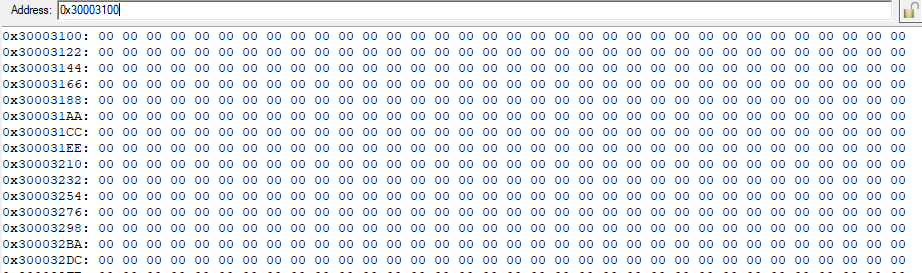 Address: 0x30003100
0x30003100: 00 00 00 00 00 00 00 00 00 00 00 00 00 00 00 00 00 00 00 00 00 00 00 00 00 00 00 00 00 00 00 00 00 00
0x30003122: 00 00 00 00 00 00 00 00 00 00 00 00 00 00 00 00 00 00 00 00 00 00 00 00 00 00 00 00 00 00 00 00 00 00
0x30003144: 00 00 00 00 00 00 00 00 00 00 00 00 00 00 00 00 00 00 00 00 00 00 00 00 00 00 00 00 00 00 00 00 00 00
0x30003166: 00 00 00 00 00 00 00 00 00 00 00 00 00 00 00 00 00 00 00 00 00 00 00 00 00 00 00 00 00 00 00 00 00 00
0x30003188: 00 00 00 00 00 00 00 00 00 00 00 00 00 00 00 00 00 00 00 00 00 00 00 00 00 00 00 00 00 00 00 00 00 00
0x300031AA: 00 00 00 00 00 00 00 00 00 00 00 00 00 00 00 00 00 00 00 00 00 00 00 00 00 00 00 00 00 00 00 00 00 00
0x300031CC: 00 00 00 00 00 00 00 00 00 00 00 00 00 00 00 00 00 00 00 00 00 00 00 00 00 00 00 00 00 00 00 00 00 00
0x300031EE: 00 00 00 00 00 00 00 00 00 00 00 00 00 00 00 00 00 00 00 00 00 00 00 00 00 00 00 00 00 00 00 00 00 00
0x30003210: 00 00 00 00 00 00 00 00 00 00 00 00 00 00 00 00 00 00 00 00 00 00 00 00 00 00 00 00 00 00 00 00 00 00
0x30003232: 00 00 00 00 00 00 00 00 00 00 00 00 00 00 00 00 00 00 00 00 00 00 00 00 00 00 00 00 00 00 00 00 00 00
0x30003254: 00 00 00 00 00 00 00 00 00 00 00 00 00 00 00 00 00 00 00 00 00 00 00 00 00 00 00 00 00 00 00 00 00 00
0x30003276: 00 00 00 00 00 00 00 00 00 00 00 00 00 00 00 00 00 00 00 00 00 00 00 00 00 00 00 00 00 00 00 00 00 00
0x30003298: 00 00 00 00 00 00 00 00 00 00 00 00 00 00 00 00 00 00 00 00 00 00 00 00 00 00 00 00 00 00 00 00 00 00
0x300032BA: 00 00 00 00 00 00 00 00 00 00 00 00 00 00 00 00 00 00 00 00 00 00 00 00 00 00 00 00 00 00 00 00 00 00
0x300032DC: 00 00 00 00 00 00 00 00 00 00 00 00 00 00 00 00 00 00 00 00 00 00 00 00 00 00 00 00 00 00 00 00 00 00